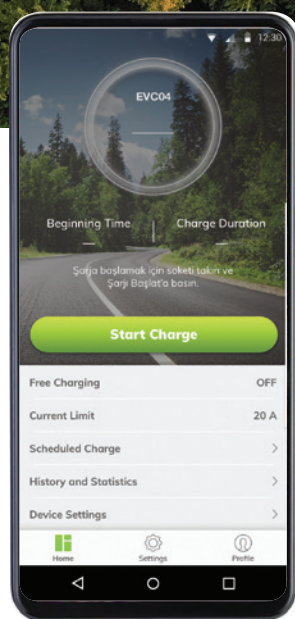 12:30
EVC04
Beginning Time
Charge Duration
Şarja başlamak için soketi takın ve
Şarjı Başlat'a basın.
Start Charge
Free Charging OFF
Current Limit 20 A
Scheduled Charge
History and Statistics
Device Settings
Home Settings Profile